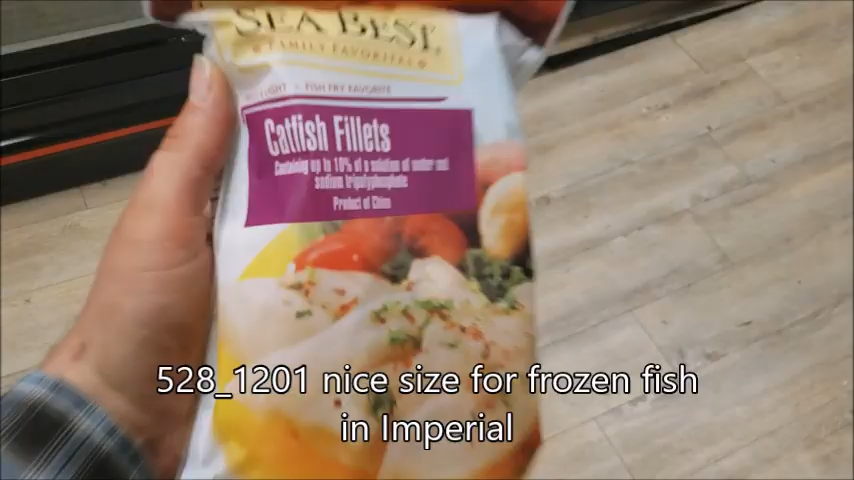 SEA BEST
FAMILY FAVORITES
FISH FRY FAVORITE
Catfish Fillets
Containing up to 10% of a solution of water and
sodium tripolyphosphate
Product of China
528_1201 nice size for frozen fish
in Imperial